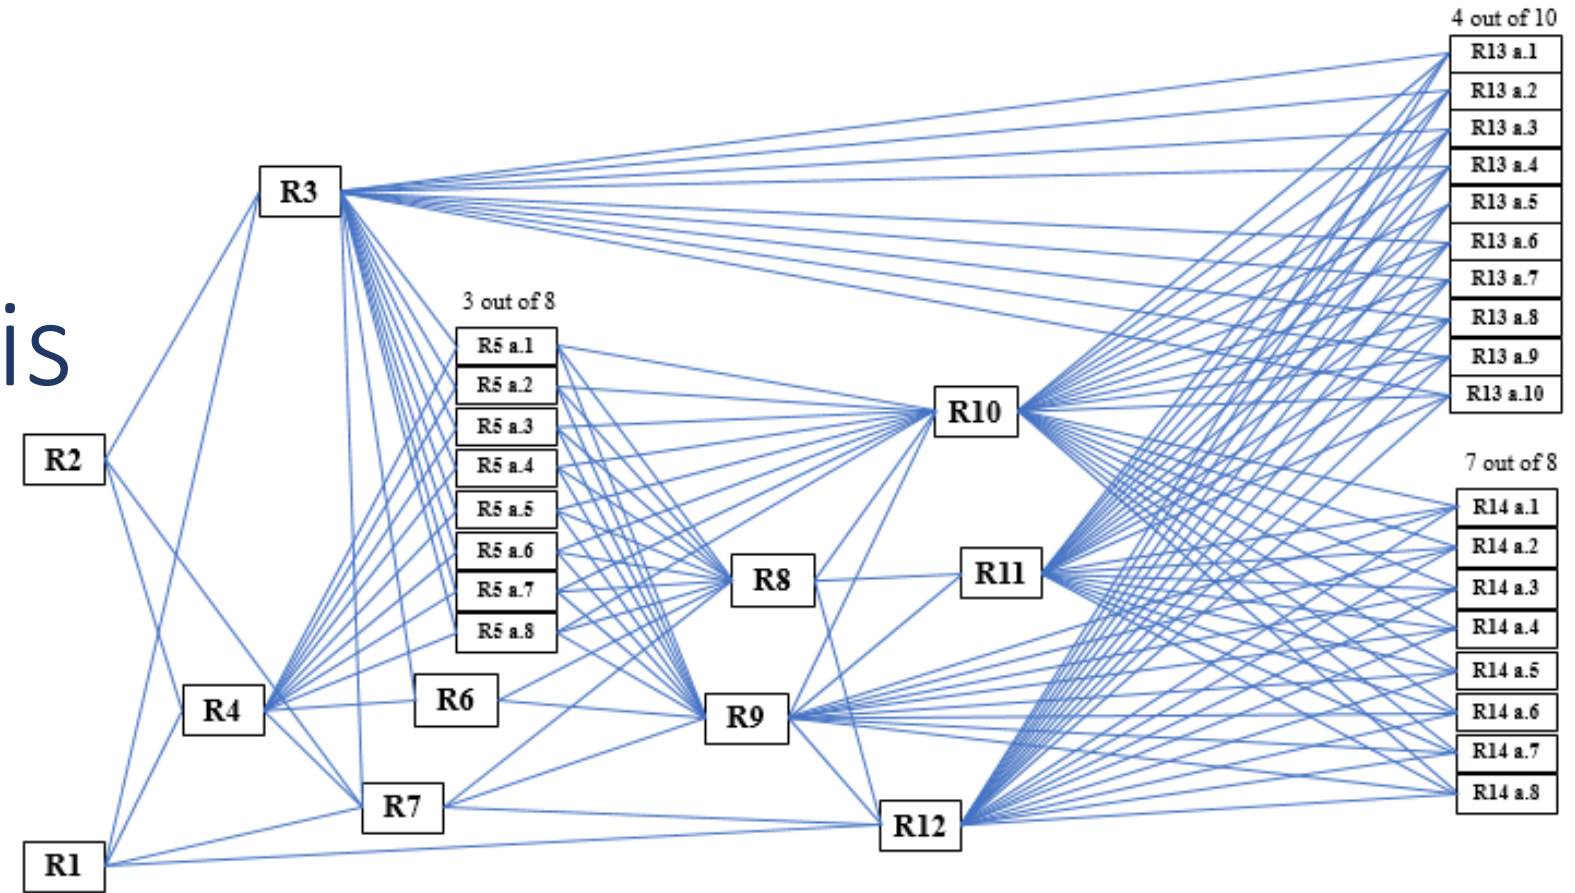 4 out of 10
R13 a.1
R13 a.2
R13 a.3
R13 a.4
R13 a.5
R13 a.6
R13 a.7
R13 a.8
R13 a.9
R13 a.10
R3
is
3 out of 8
R5 a.1
R5 a.2
R5 a.3
R5 a.4
R5 a.5
R5 a.6
R5 a.7
R5 a.8
R10
R2
7 out of 8
R14 a.1
R14 a.2
R14 a.3
R14 a.4
R14 a.5
R14 a.6
R14 a.7
R14 a.8
R8
R11
R4
R6
R9
R7
R12
R1